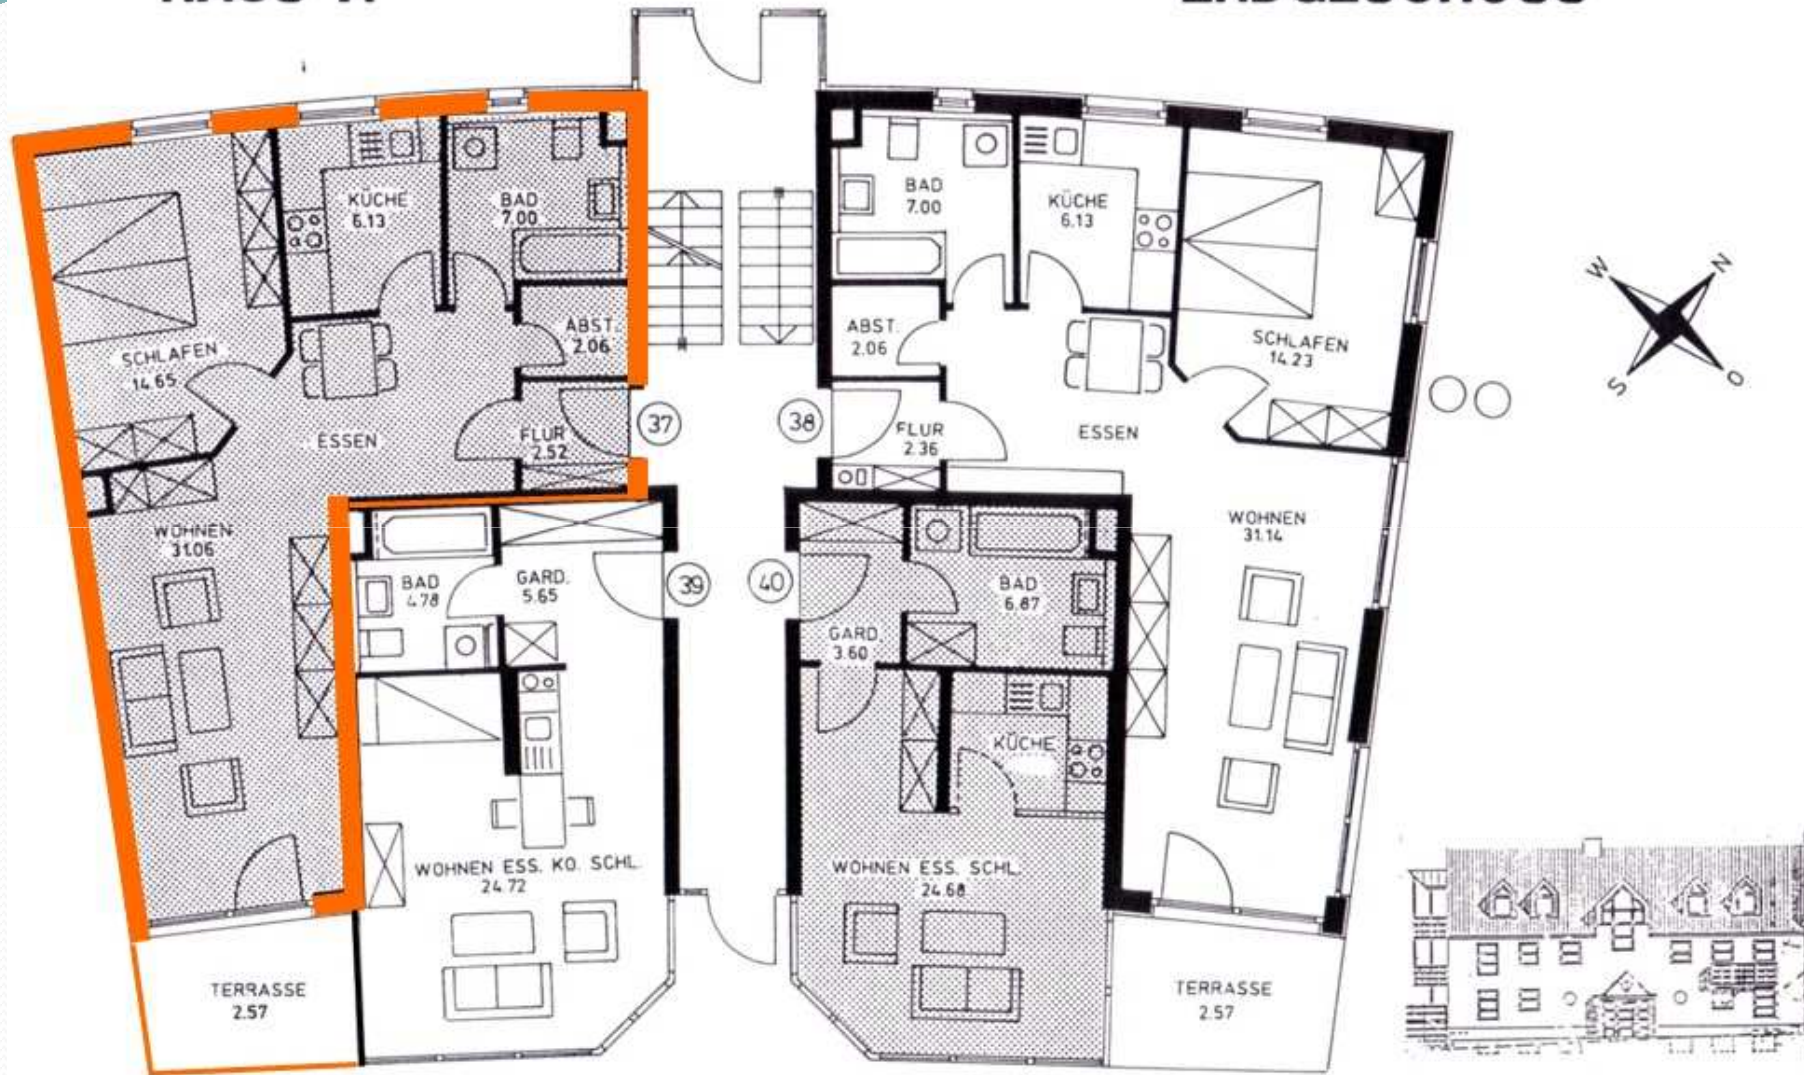 KÜCHE
6.13
BAD
7.00
SCHLAFEN
14.65
ABST.
2.06
ESSEN
FLUR
2.52
37
WOHNEN
31.06
TERRASSE
2.57
BAD
4.78
GARD.
5.65
39
WOHNEN ESS. KO. SCHL.
24.72
BAD
7.00
KÜCHE
6.13
SCHLAFEN
14.23
ABST.
2.06
38
FLUR
2.36
ESSEN
WOHNEN
31.14
40
GARD.
3.60
BAD
6.87
KÜCHE
WOHNEN ESS. SCHL.
24.68
TERRASSE
2.57
W
N
S
O